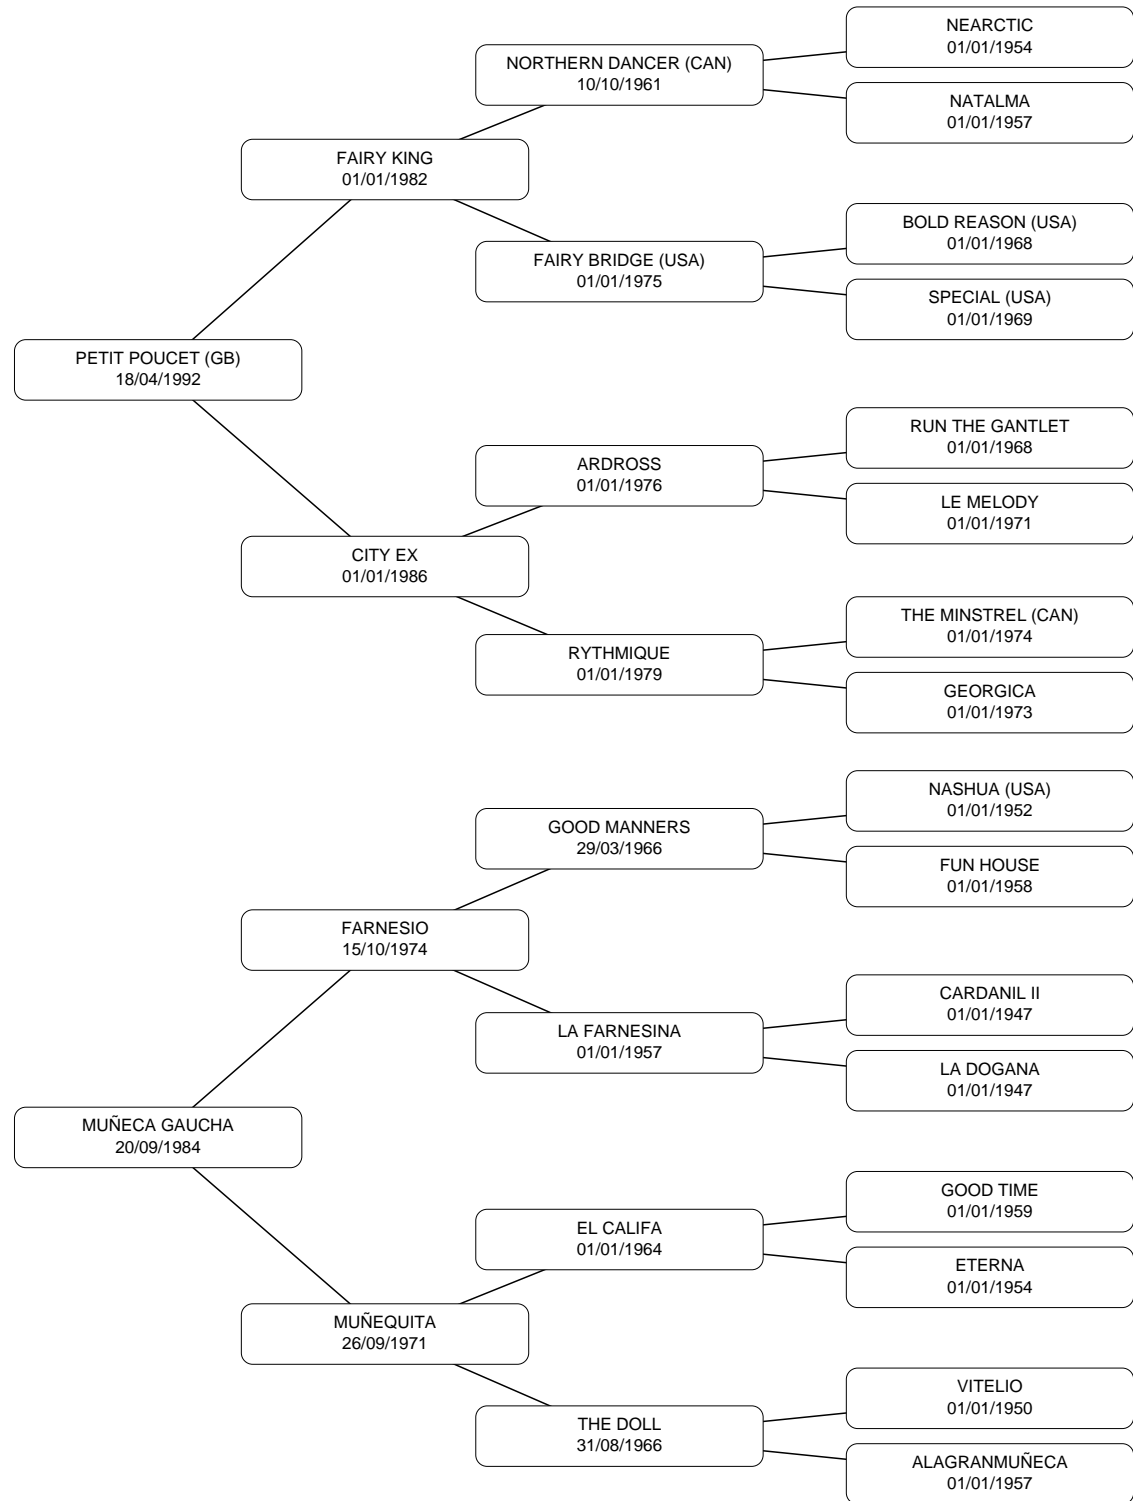 NEARCTIC
01/01/1954
NORTHERN DANCER (CAN)
10/10/1961
NATALMA
01/01/1957
FAIRY KING
01/01/1982
BOLD REASON (USA)
01/01/1968
FAIRY BRIDGE (USA)
01/01/1975
SPECIAL (USA)
01/01/1969
PETIT POUCET (GB)
18/04/1992
RUN THE GANTLET
01/01/1968
ARDROSS
01/01/1976
LE MELODY
01/01/1971
CITY EX
01/01/1986
THE MINSTREL (CAN)
01/01/1974
RYTHMIQUE
01/01/1979
GEORGICA
01/01/1973
NASHUA (USA)
01/01/1952
GOOD MANNERS
29/03/1966
FUN HOUSE
01/01/1958
FARNESIO
15/10/1974
CARDANIL II
01/01/1947
LA FARNESINA
01/01/1957
LA DOGANA
01/01/1947
MUÑECA GAUCHA
20/09/1984
GOOD TIME
01/01/1959
EL CALIFA
01/01/1964
ETERNA
01/01/1954
MUÑEQUITA
26/09/1971
VITELIO
01/01/1950
THE DOLL
31/08/1966
ALAGRANMUÑECA
01/01/1957